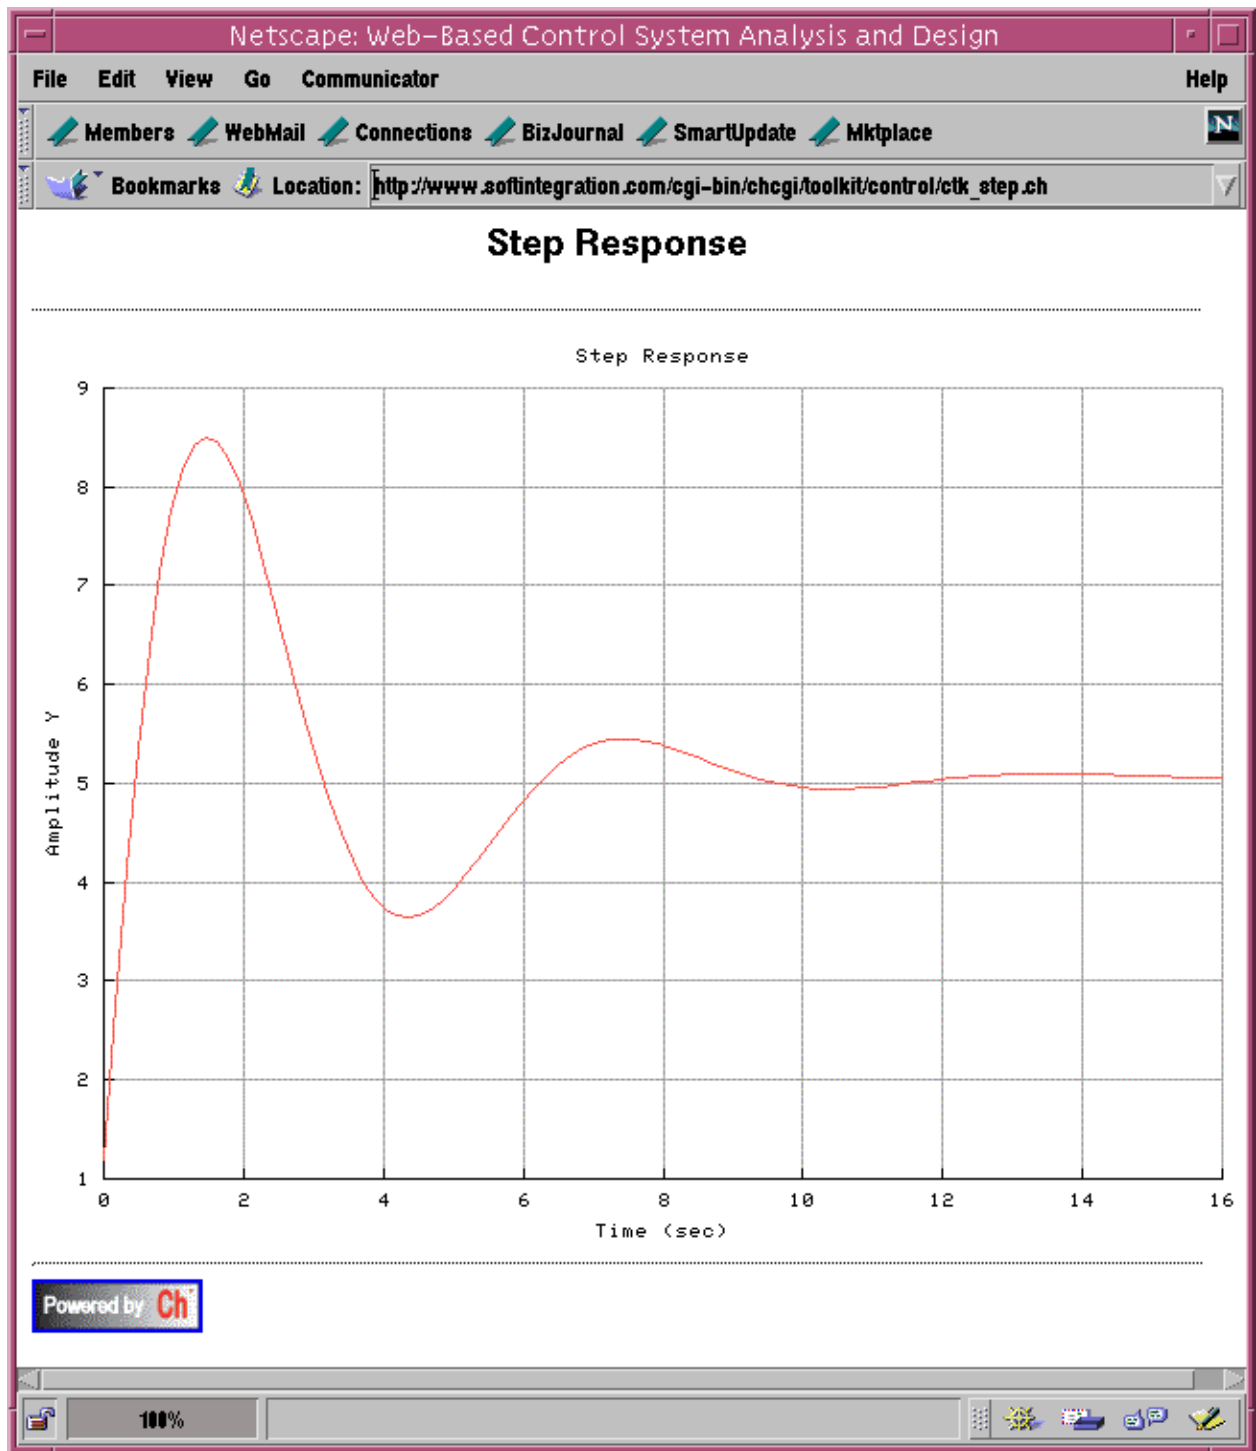 Netscape: Web-Based Control System Analysis and Design
File Edit View Go Communicator Help
Members WebMail Connections BizJournal SmartUpdate Mktplace N
Bookmarks Location: http://www.softintegration.com/cgi-bin/chcgi/toolkit/control/ctk_step.ch
Step Response
Step Response
9
8
7
6
5
4
3
2
1
Amplitude Y
0 2 4 6 8 10 12 14 16
Time (sec)
Powered by Ch
100%